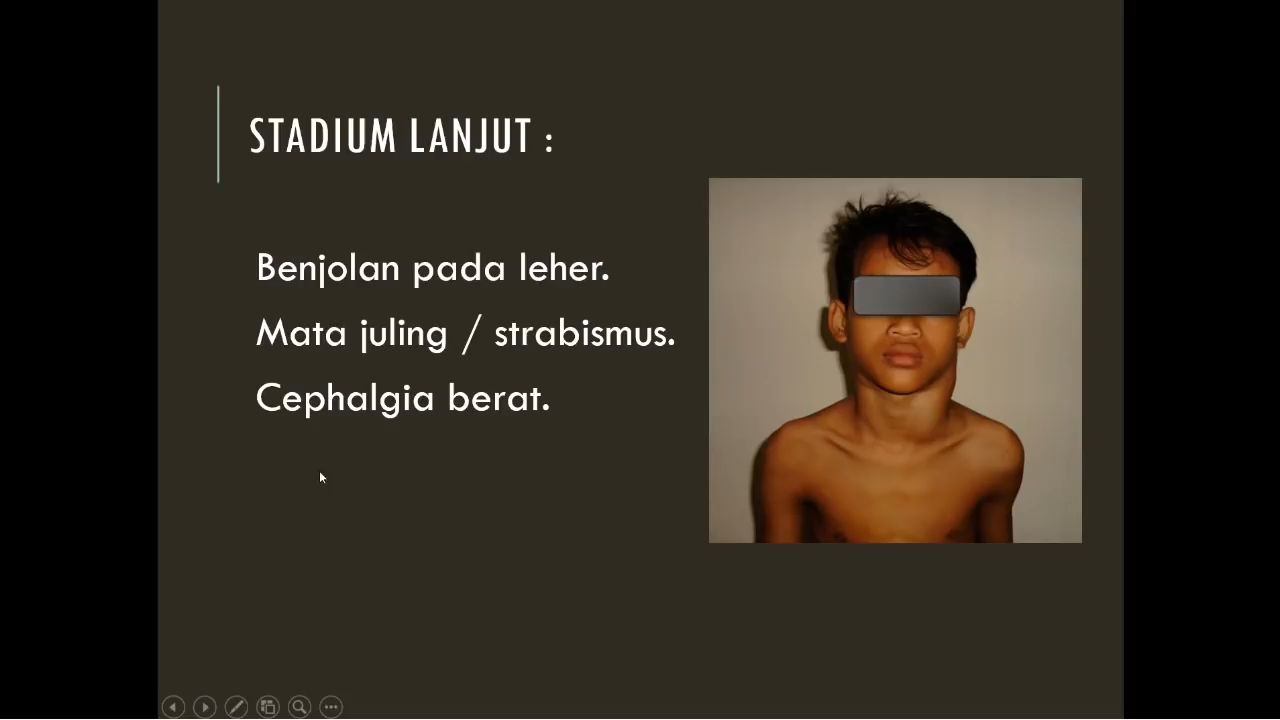 STADIUM LANJUT :
Benjolan pada leher.
Mata juling / strabismus.
Cephalgia berat.